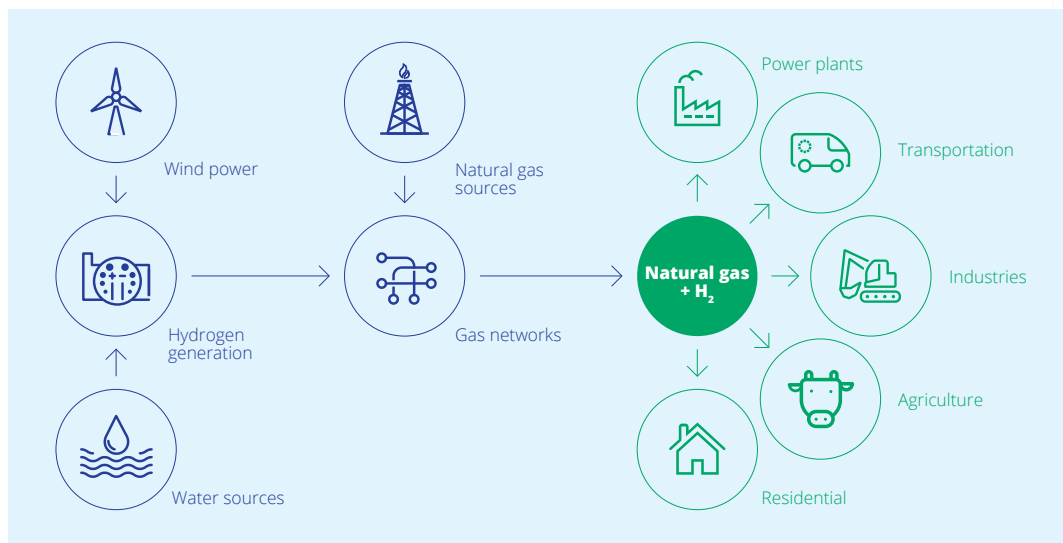 Wind power
Hydrogen
generation
Water sources
Natural gas
sources
Gas networks
Natural gas
+ H₂
Power plants
Transportation
Industries
Agriculture
Residential